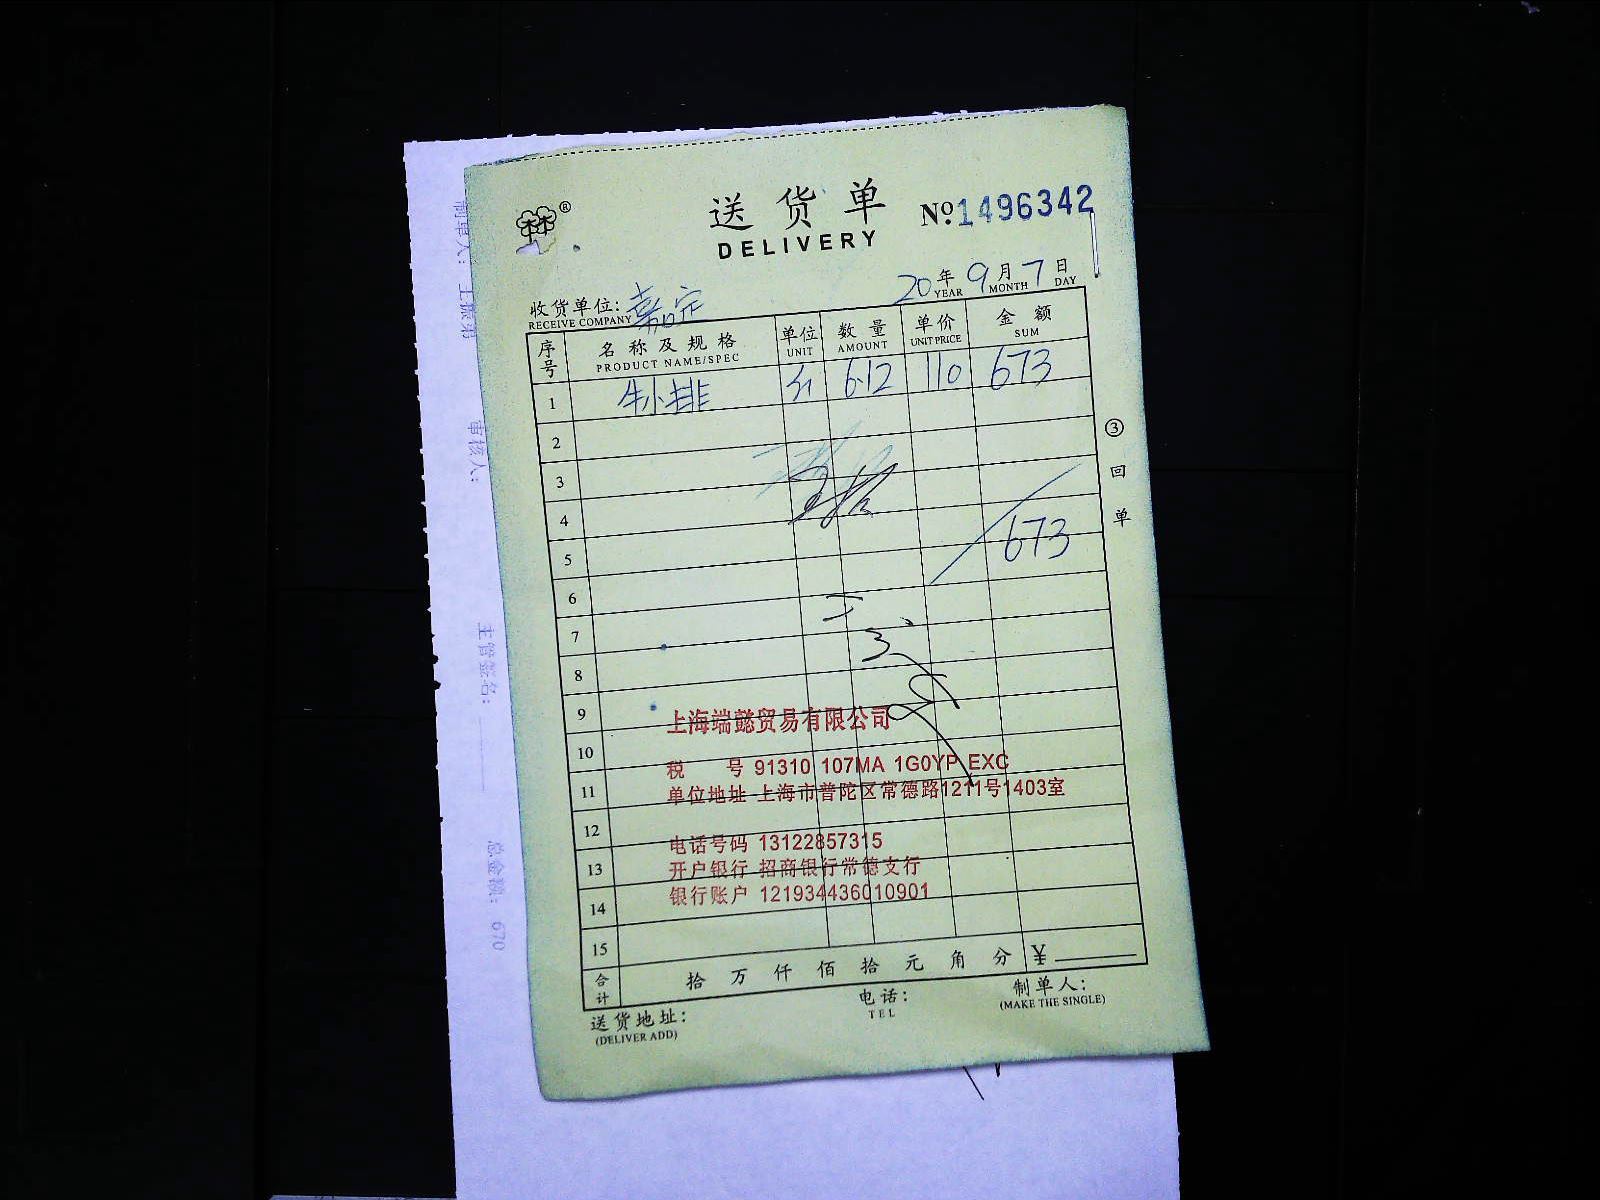 送货单
DELIVERY
№1496342
®
20年9月7日
YEAR MONTH DAY
收货单位:嘉定
RECEIVE COMPANY
序号 名称及规格 单位 数量 单价 金额
PRODUCT NAME/SPEC UNIT AMOUNT UNIT PRICE SUM
1 牛小排 斤 6.12 110 673
2
3
4
5 673
6
7
8
9
上海端懿贸易有限公司
10
税 号 91310 107MA 1G0YP EXC
11
单位地址 上海市普陀区常德路1211号1403室
12
电话号码 13122857315
13
开户银行 招商银行常德支行
14
银行账户 121934436010901
15
合计 拾万仟佰拾元角分 ¥
送货地址:
(DELIVER ADD)
电话:
TEL
制单人:
(MAKE THE SINGLE)
③回单
审核人:
主管签名:
总金额: 670